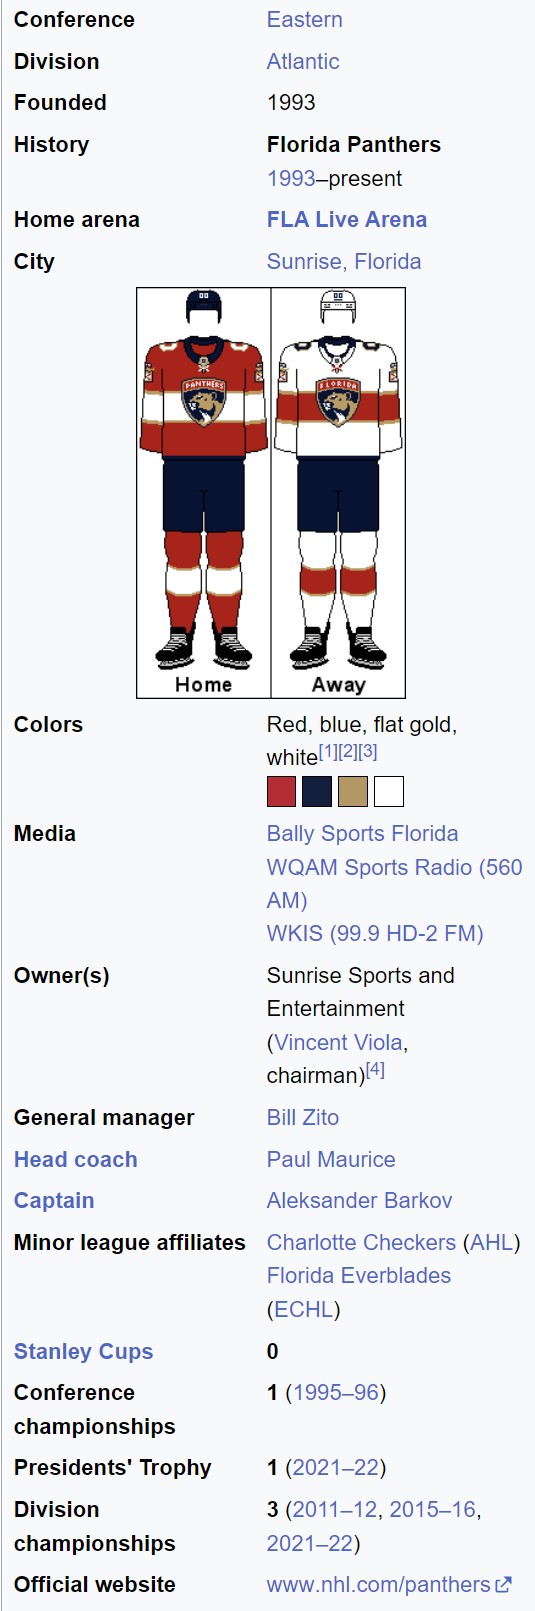 Conference Eastern
Division Atlantic
Founded 1993
History Florida Panthers
1993–present
Home arena FLA Live Arena
City Sunrise, Florida
00 00
PANTHERS FLORIDA
Home Away
Colors Red, blue, flat gold,
white[1][2][3]
Media Bally Sports Florida
WQAM Sports Radio (560
AM)
WKIS (99.9 HD-2 FM)
Owner(s) Sunrise Sports and
Entertainment
(Vincent Viola,
chairman)[4]
General manager Bill Zito
Head coach Paul Maurice
Captain Aleksander Barkov
Minor league affiliates Charlotte Checkers (AHL)
Florida Everblades
(ECHL)
Stanley Cups 0
Conference 1 (1995–96)
championships
Presidents' Trophy 1 (2021–22)
Division 3 (2011–12, 2015–16,
championships 2021–22)
Official website www.nhl.com/panthers